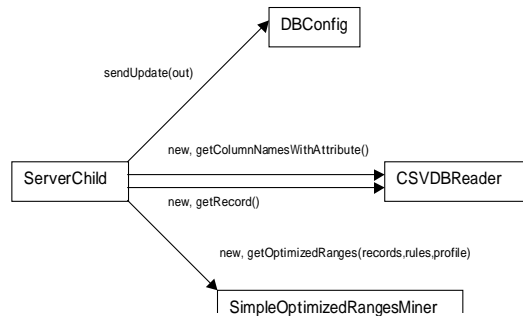 DBConfig
sendUpdate(out)
new, getColumnNamesWithAttribute()
ServerChild
CSVDBReader
new, getRecord()
new, getOptimizedRanges(records,rules,profile)
SimpleOptimizedRangesMiner